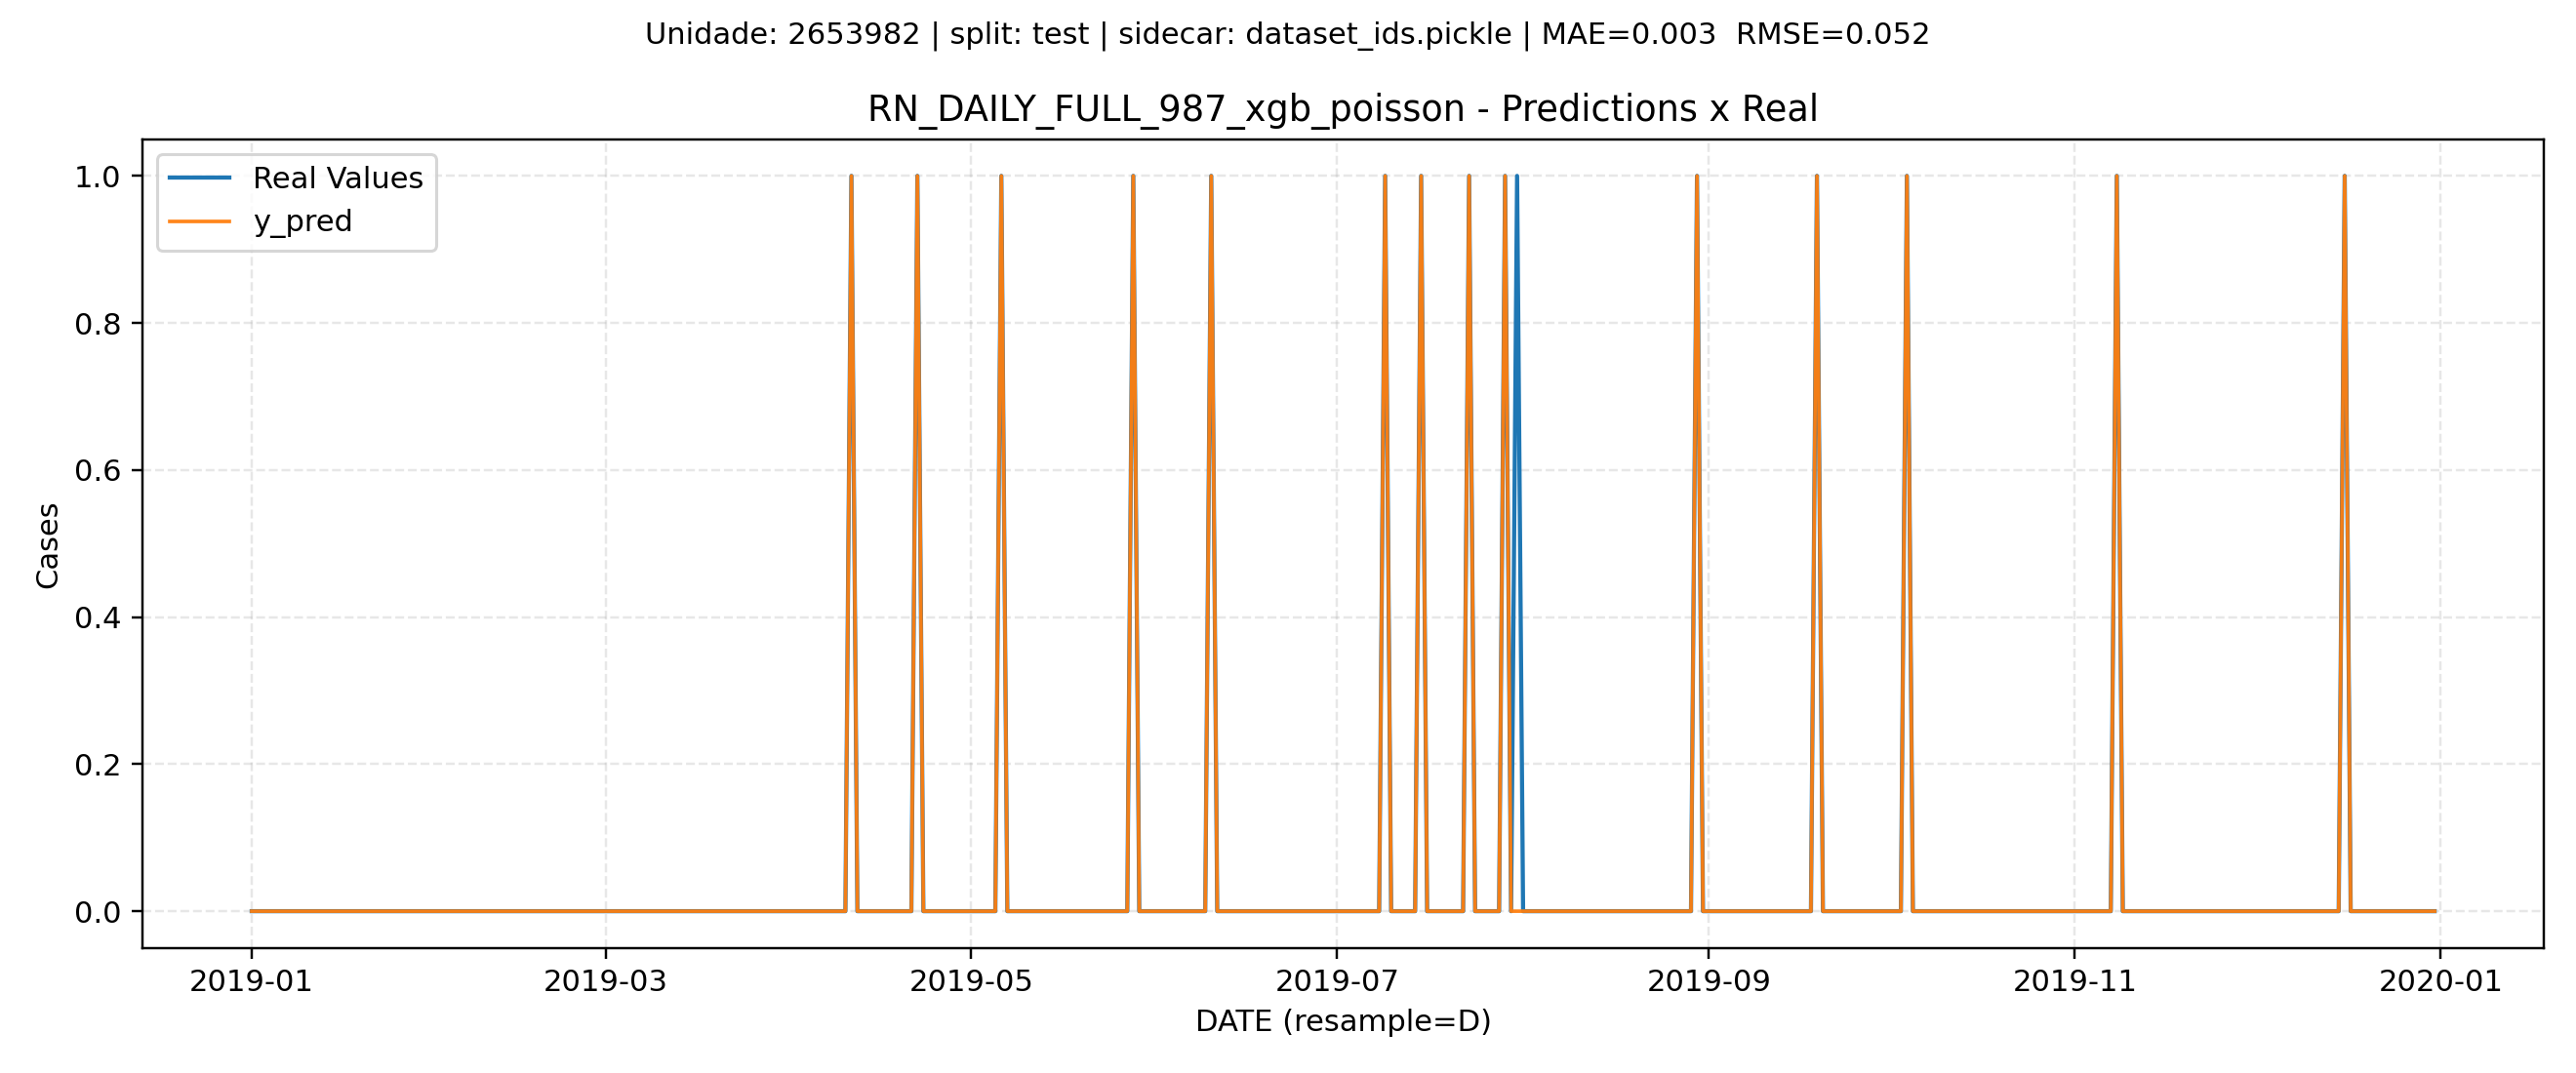 Unidade: 2653982 | split: test | sidecar: dataset_ids.pickle | MAE=0.003  RMSE=0.052
RN_DAILY_FULL_987_xgb_poisson - Predictions x Real
Real Values
y_pred
1.0
0.8
0.6
0.4
0.2
0.0
Cases
2019-01
2019-03
2019-05
2019-07
2019-09
2019-11
2020-01
DATE (resample=D)